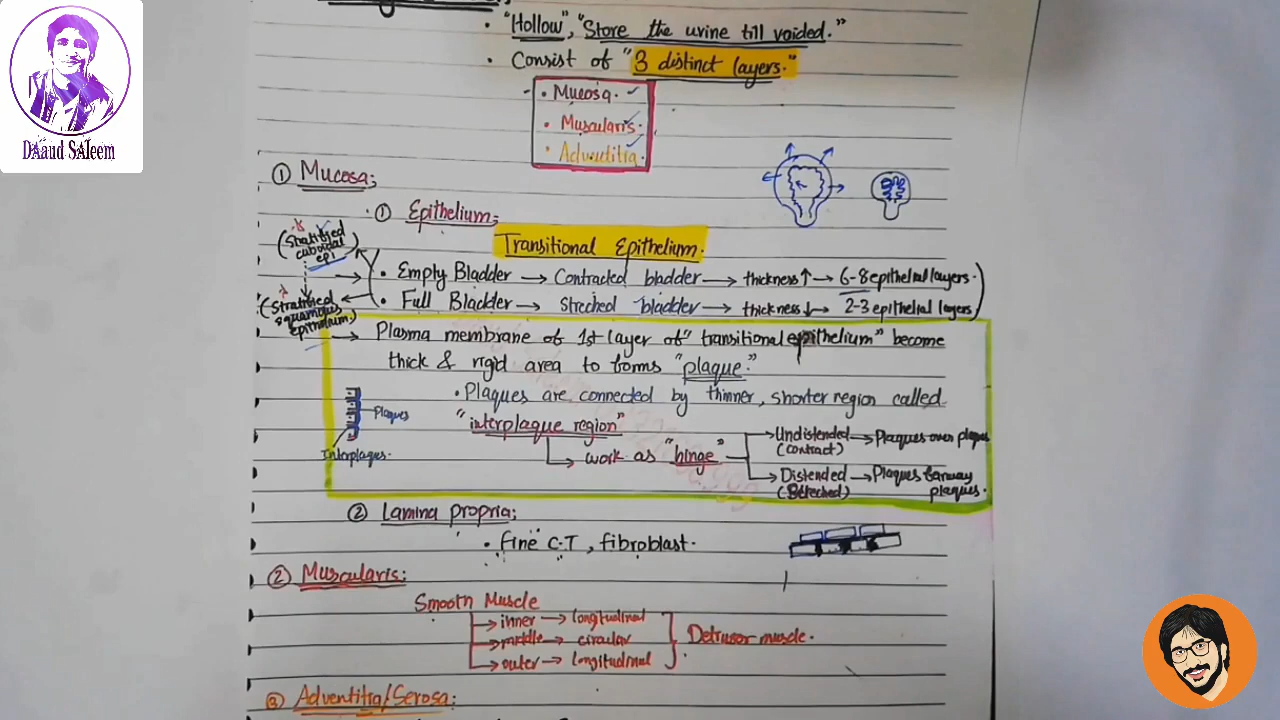 DAaud SAleem
• "Hollow", "Store the urine till voided."
• Consist of "3 distinct layers."
• Mucosa.
• Muscularis.
• Adventitia.
① Mucosa;
① Epithelium;
Transitional Epithelium.
(Stratified cuboidal epi)
• Empty Bladder → Contracted bladder → thickness↑ → 6-8 epithelial layers.
• Full Bladder → Streched bladder → thickness↓ → 2-3 epithelial layers
(Stratified squamous epithelium.)
→ Plasma membrane of 1st layer of "transitional epithelium" become
thick & rigid area to forms "plaque."
• Plaques are connected by thinner, shorter region called
"interplaque region"
Plaques
Interplaques.
→ work as "hinge"
→ Undistended → Plaques over plaques
(contract)
→ Distended → Plaques
(Streched) plaques.
② Lamina propria;
• fine C.T, fibroblast.
② Muscularis:
Smooth Muscle
→ inner → longitudinal
→ middle → circular
→ outer → longitudinal
Detrusor muscle.
③ Adventitia/Serosa: